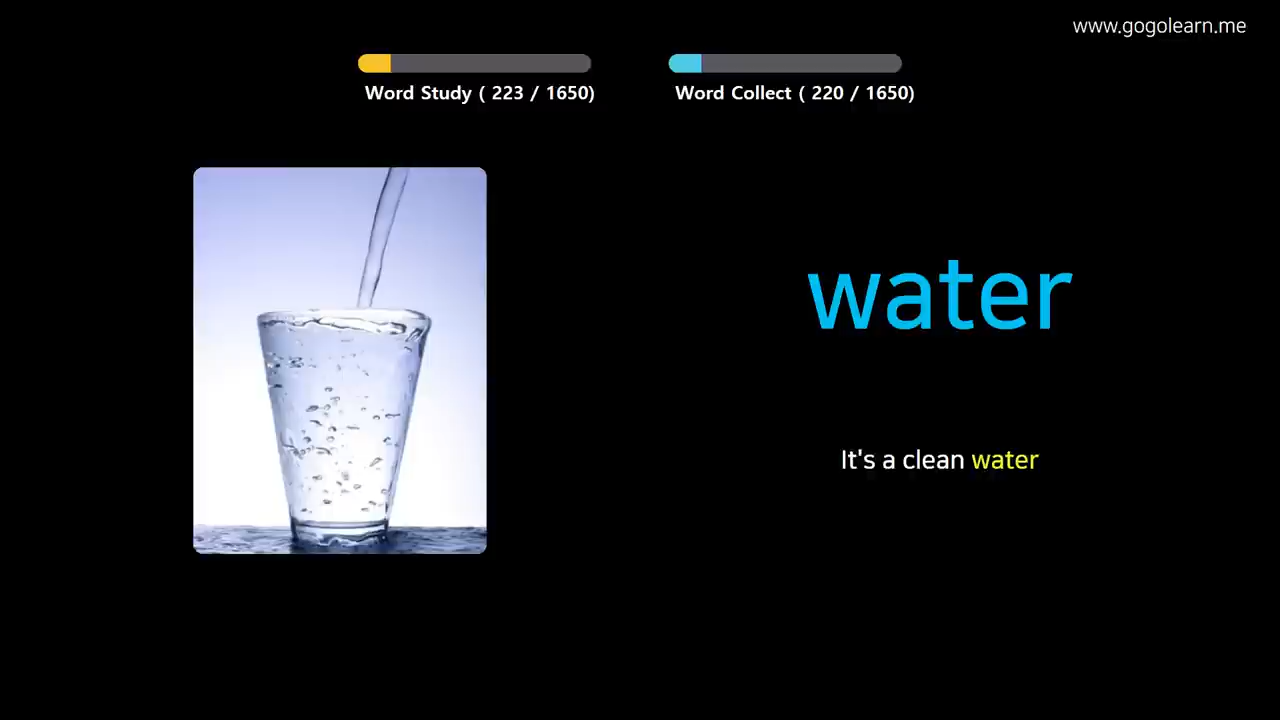 www.gogolearn.me
Word Study ( 223 / 1650)
Word Collect ( 220 / 1650)
water
It's a clean water